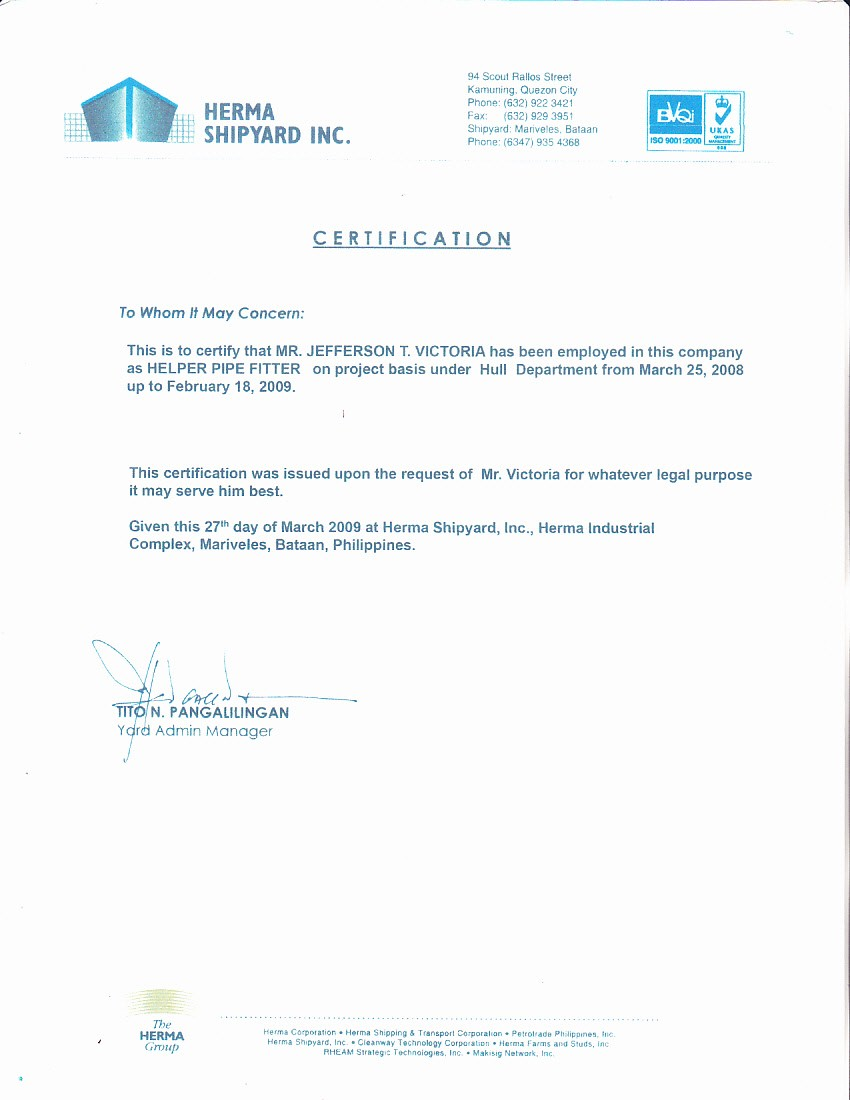 HERMA
SHIPYARD INC.
94 Scout Rallos Street
Kamuning, Quezon City
Phone: (632) 922 3421
Fax: (632) 929 3951
Shipyard: Mariveles, Bataan
Phone: (6347) 935 4368
BVQi
ISO 9001:2000
UKAS
QUALITY
MANAGEMENT
CERTIFICATION
To Whom It May Concern:
This is to certify that MR. JEFFERSON T. VICTORIA has been employed in this company
as HELPER PIPE FITTER on project basis under Hull Department from March 25, 2008
up to February 18, 2009.
This certification was issued upon the request of Mr. Victoria for whatever legal purpose
it may serve him best.
Given this 27th day of March 2009 at Herma Shipyard, Inc., Herma Industrial
Complex, Mariveles, Bataan, Philippines.
TITO N. PANGALILINGAN
Yard Admin Manager
The
HERMA
Group
Herma Corporation • Herma Shipping & Transport Corporation • Petrotrade Philippines, Inc.
Herma Shipyard, Inc. • Cleanway Technology Corporation • Herma Farms and Studs, Inc
RHEAM Strategic Technologies, Inc. • Makisig Network, Inc.